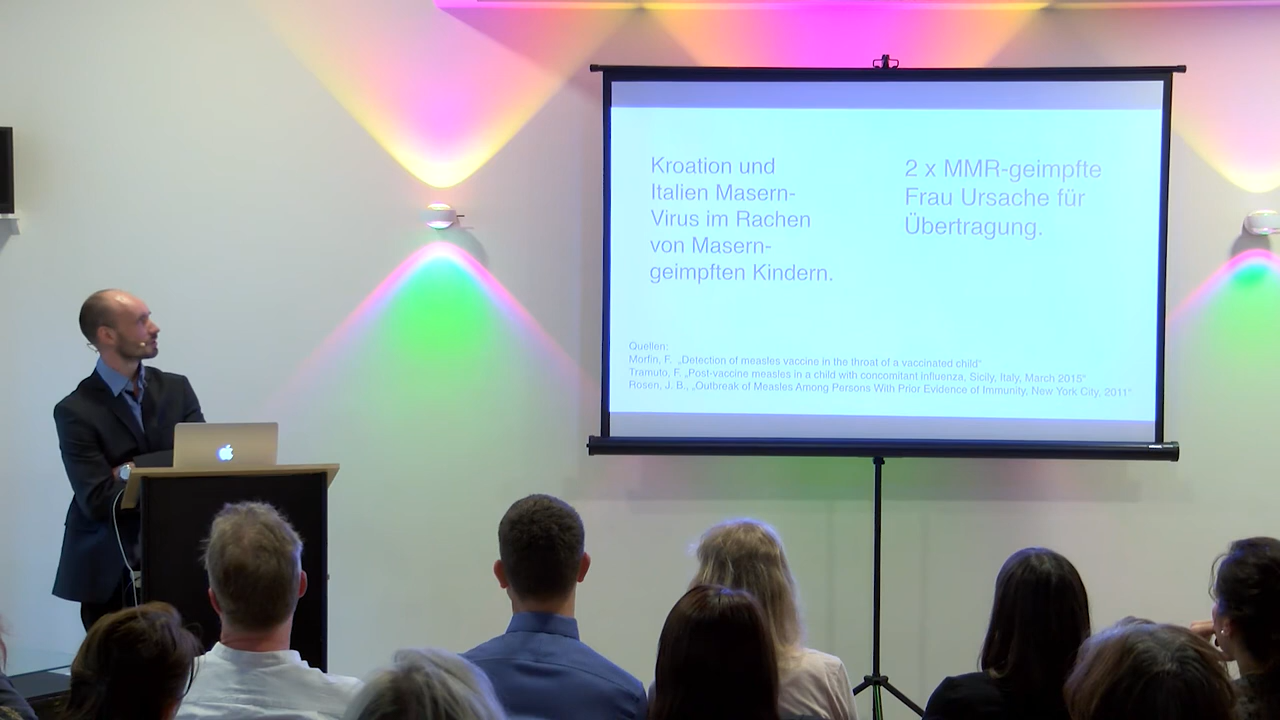 Kroation und
Italien Masern-
Virus im Rachen
von Masern-
geimpften Kindern.
2 x MMR-geimpfte
Frau Ursache für
Übertragung.
Quellen:
Morfin, F. „Detection of measles vaccine in the throat of a vaccinated child“
Tramuto, F. „Post-vaccine measles in a child with concomitant influenza, Sicily, Italy, March 2015“
Rosen, J. B., „Outbreak of Measles Among Persons With Prior Evidence of Immunity, New York City, 2011“